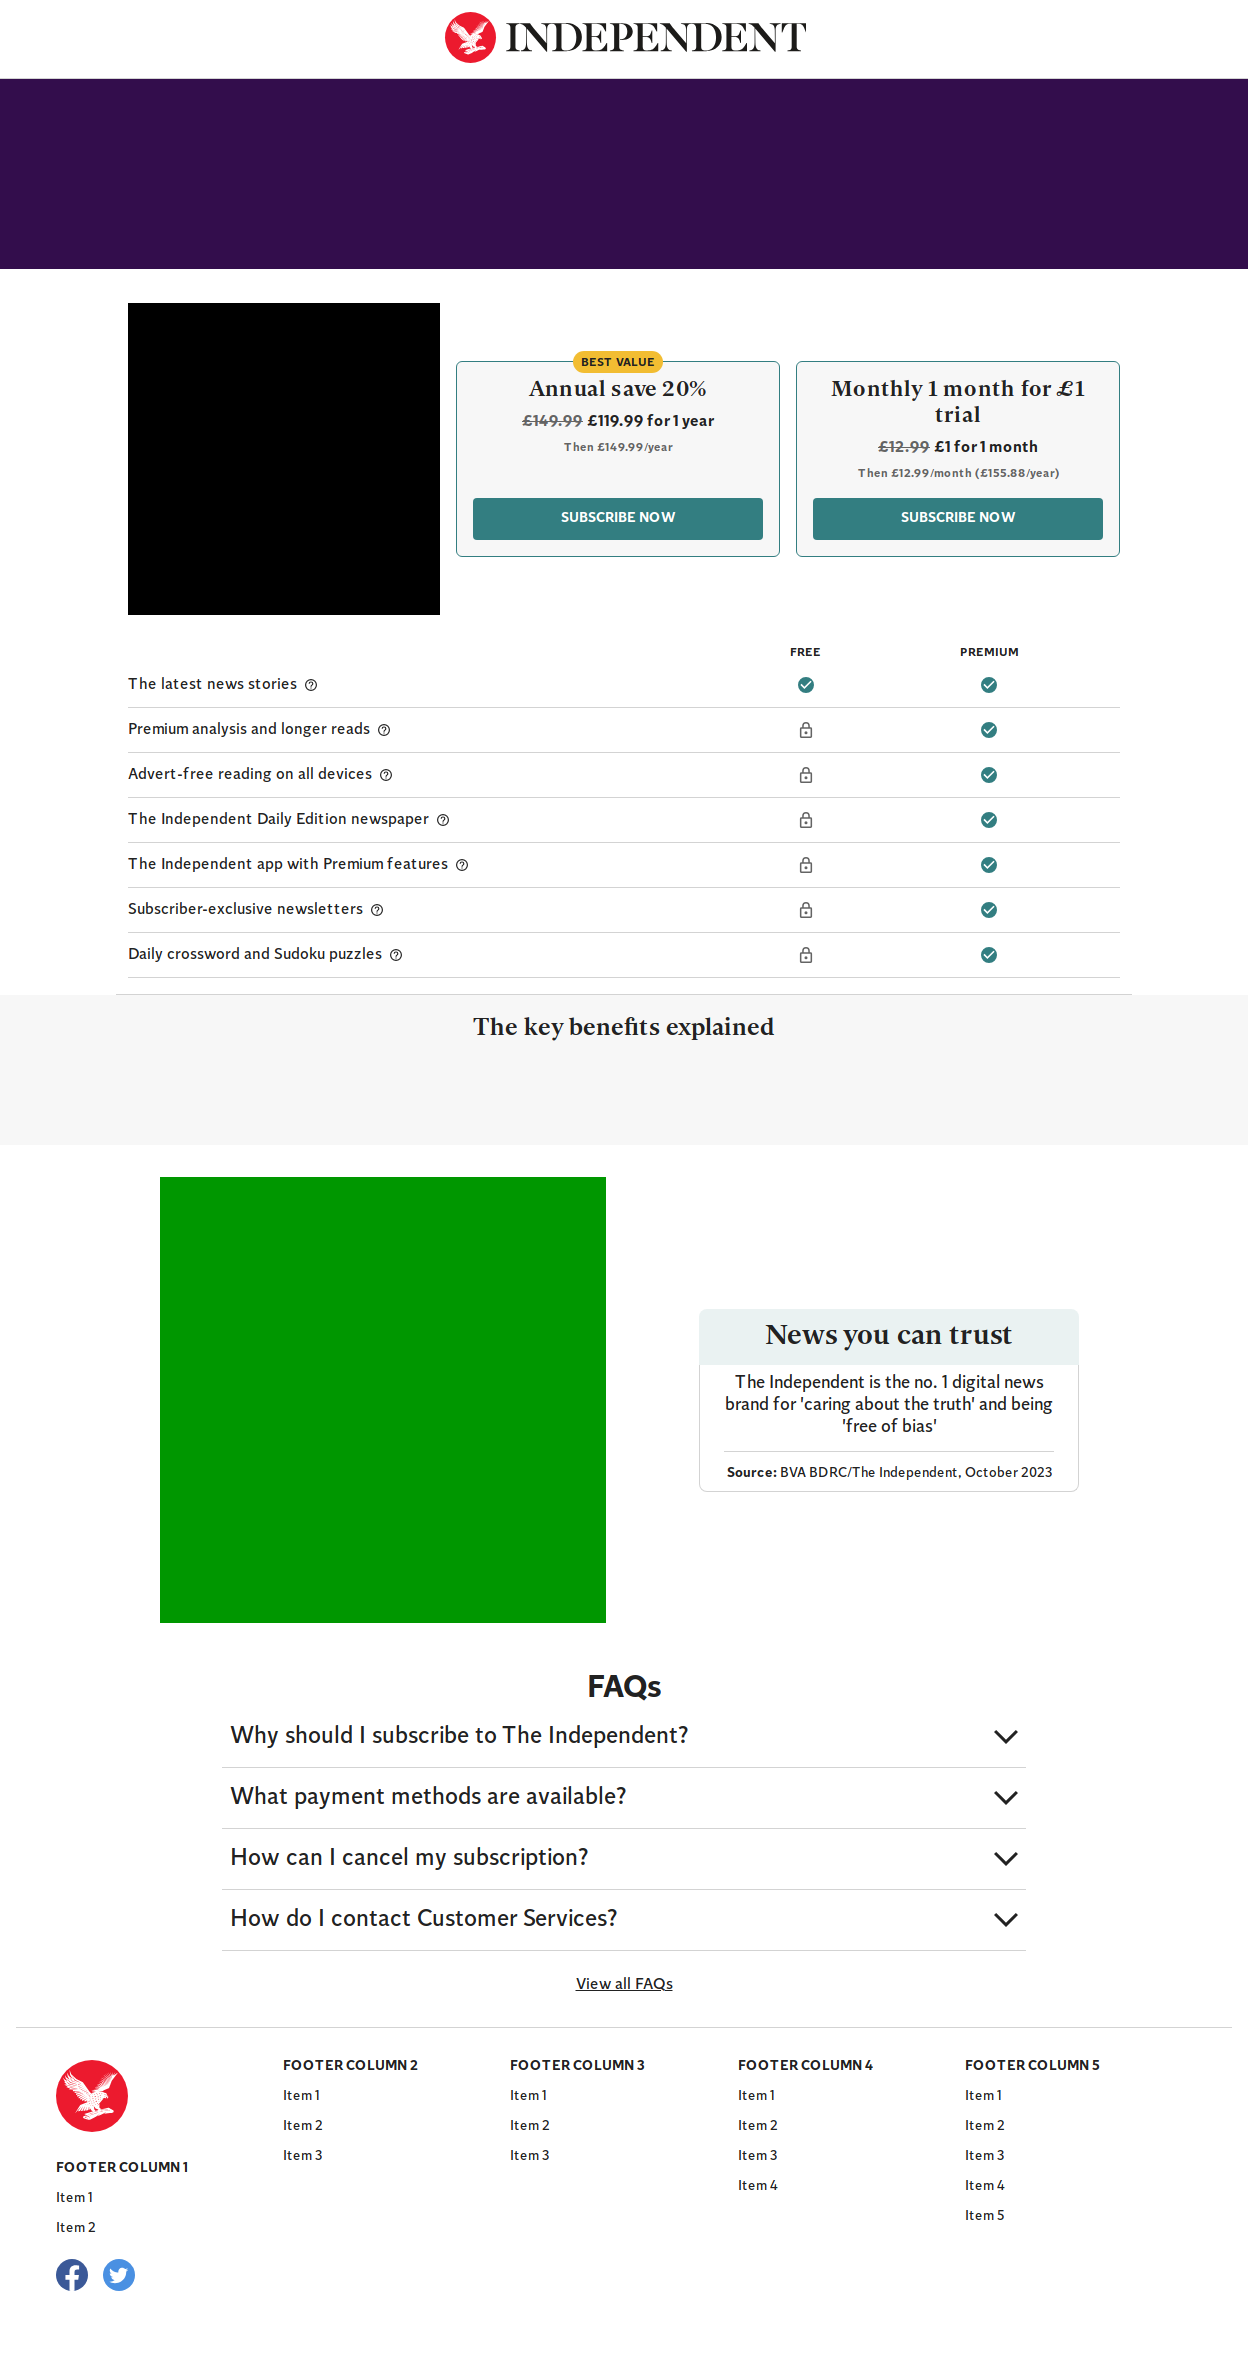 INDEPENDENT
BEST VALUE
Annual save 20%
£149.99 £119.99 for 1 year
Then £149.99/year
SUBSCRIBE NOW
Monthly 1 month for £1
trial
£12.99 £1 for 1 month
Then £12.99/month (£155.88/year)
SUBSCRIBE NOW
FREE PREMIUM
The latest news stories
Premium analysis and longer reads
Advert-free reading on all devices
The Independent Daily Edition newspaper
The Independent app with Premium features
Subscriber-exclusive newsletters
Daily crossword and Sudoku puzzles
The key benefits explained
News you can trust
The Independent is the no. 1 digital news
brand for 'caring about the truth' and being
'free of bias'
Source: BVA BDRC/The Independent, October 2023
FAQs
Why should I subscribe to The Independent?
What payment methods are available?
How can I cancel my subscription?
How do I contact Customer Services?
View all FAQs
FOOTER COLUMN 1
Item 1
Item 2
FOOTER COLUMN 2
Item 1
Item 2
Item 3
FOOTER COLUMN 3
Item 1
Item 2
Item 3
FOOTER COLUMN 4
Item 1
Item 2
Item 3
Item 4
FOOTER COLUMN 5
Item 1
Item 2
Item 3
Item 4
Item 5